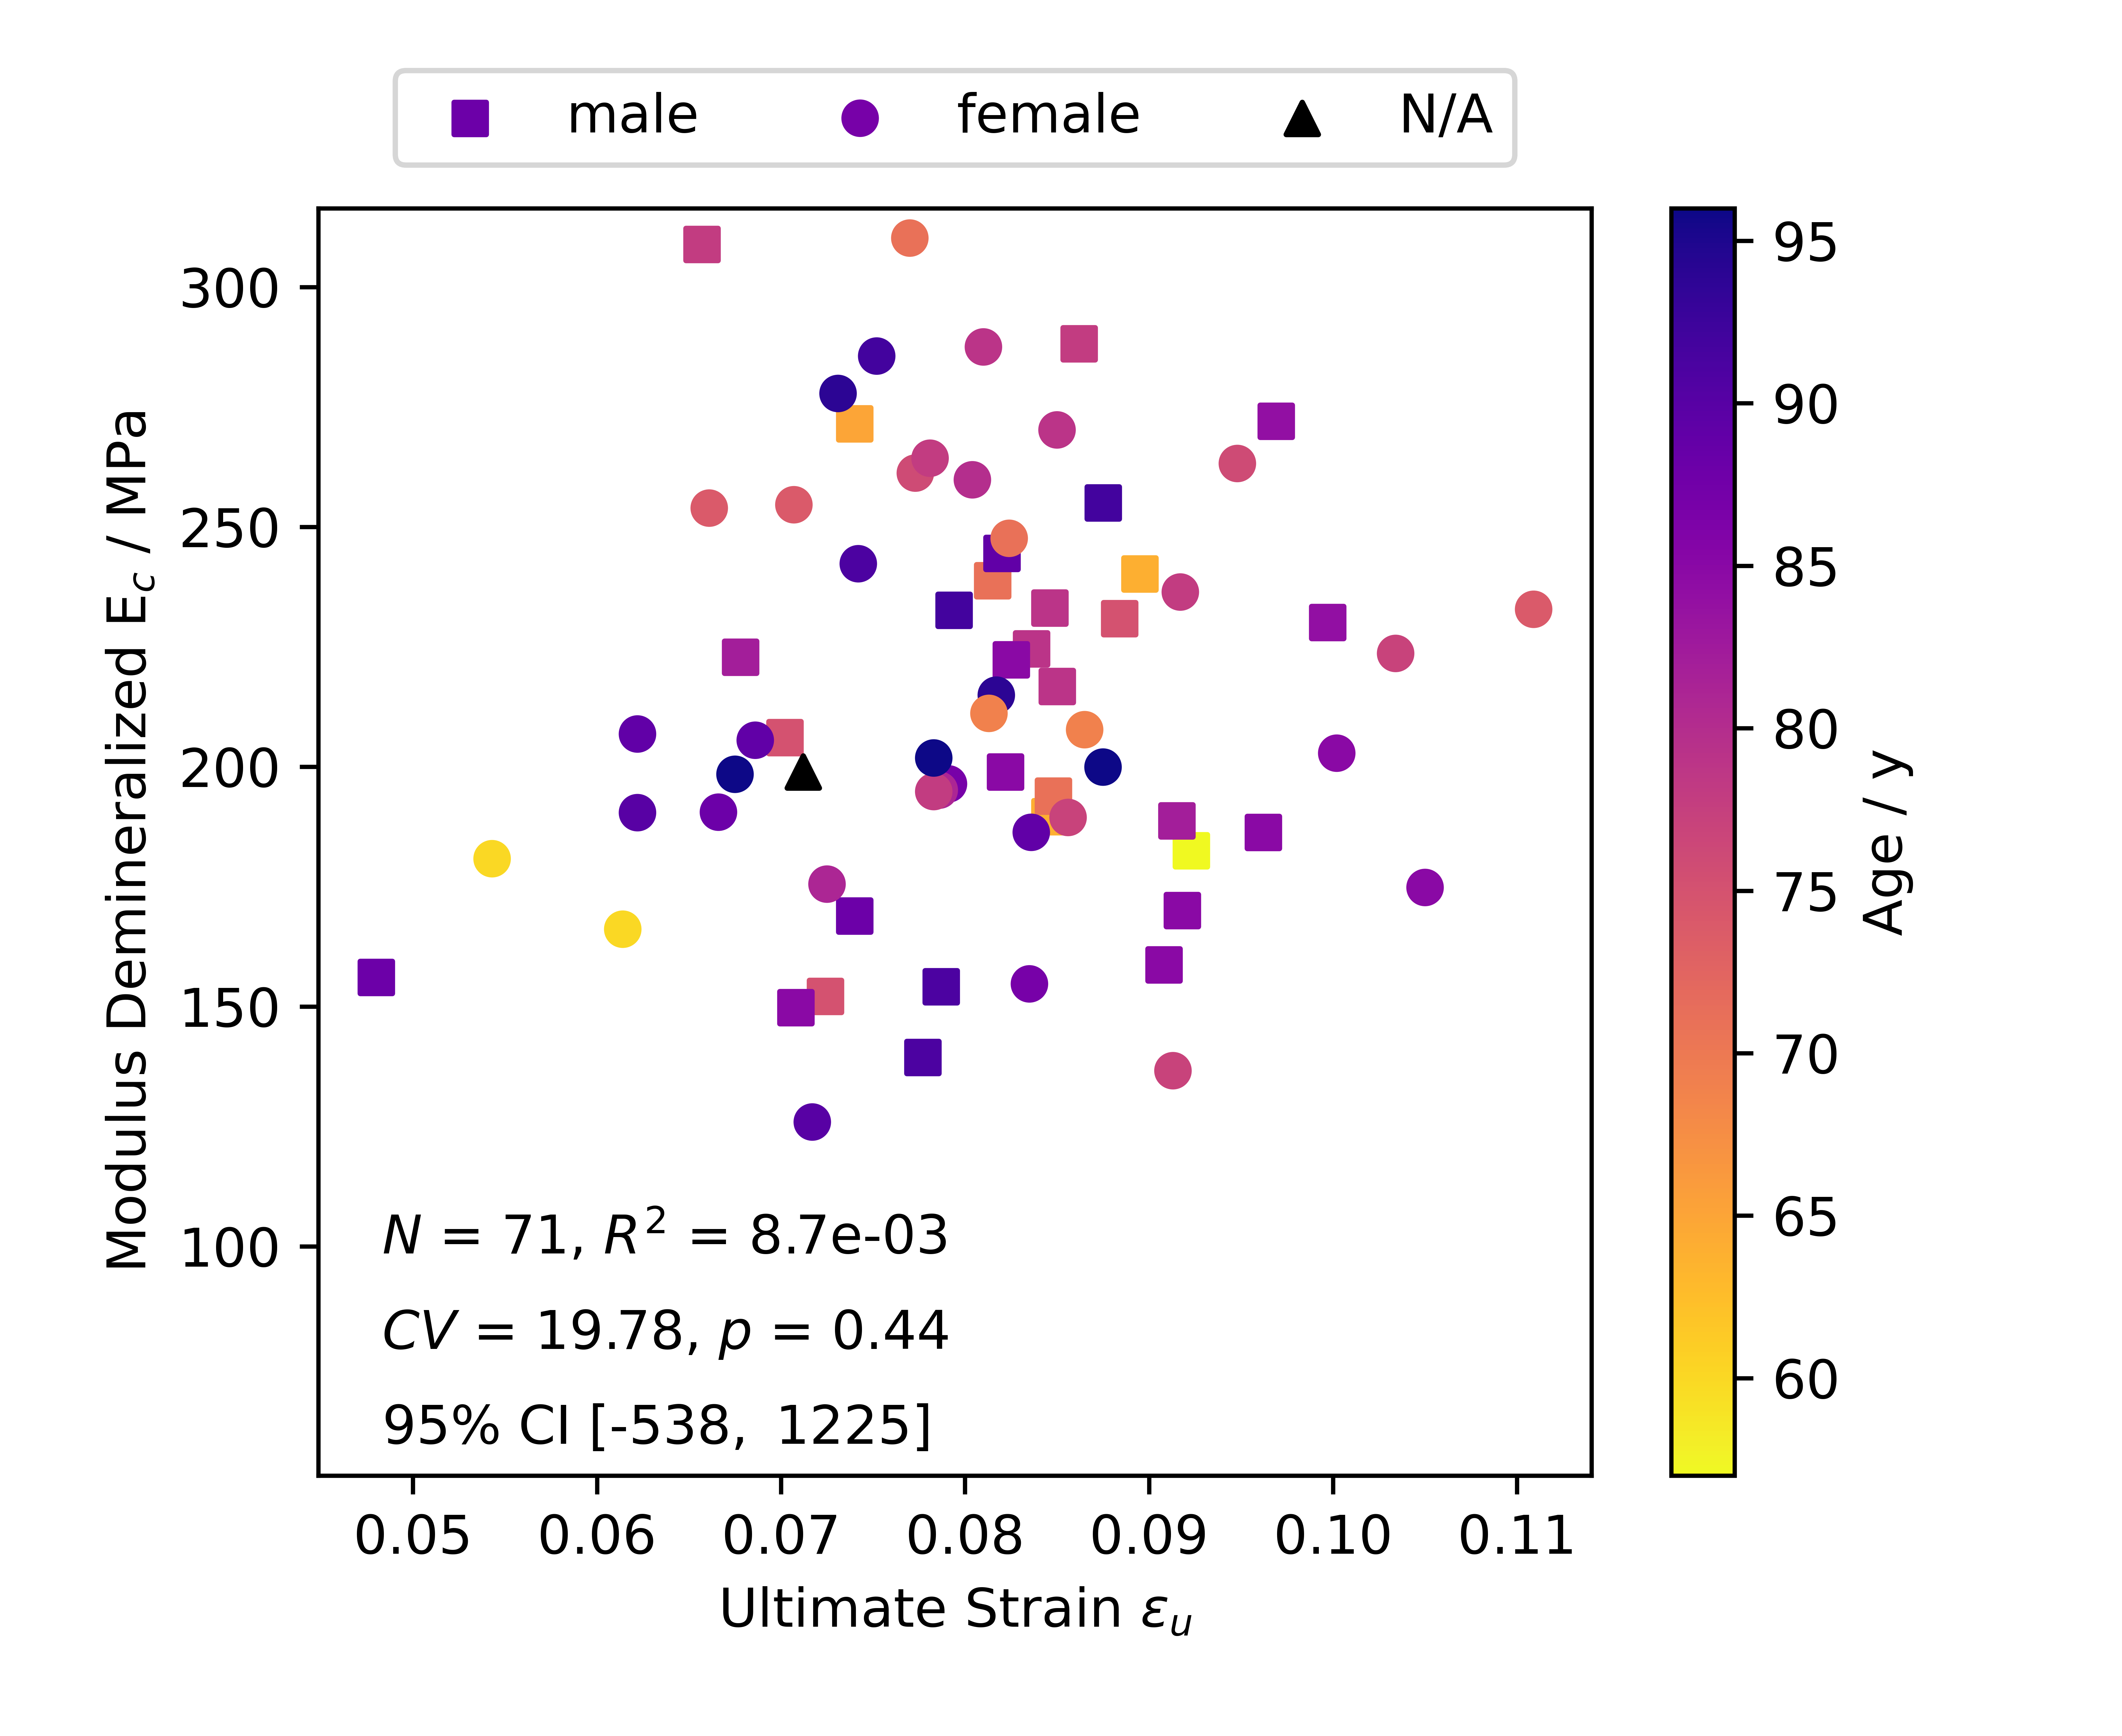 male female N/A
Modulus Demineralized E_c / MPa
300
250
200
150
100
N = 71, R² = 8.7e-03
CV = 19.78, p = 0.44
95% CI [-538, 1225]
0.05 0.06 0.07 0.08 0.09 0.10 0.11
Ultimate Strain ε_u
95
90
85
80
75
70
65
60
Age / y